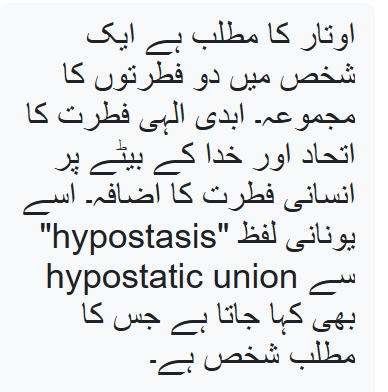 اوتار کا مطلب ہے ایک
شخص میں دو فطرتوں کا
مجموعہ۔ ابدی الہی فطرت کا
اتحاد اور خدا کے بیٹے پر
انسانی فطرت کا اضافہ۔ اسے
یونانی لفظ "hypostasis"
سے hypostatic union
بھی کہا جاتا ہے جس کا
مطلب شخص ہے۔